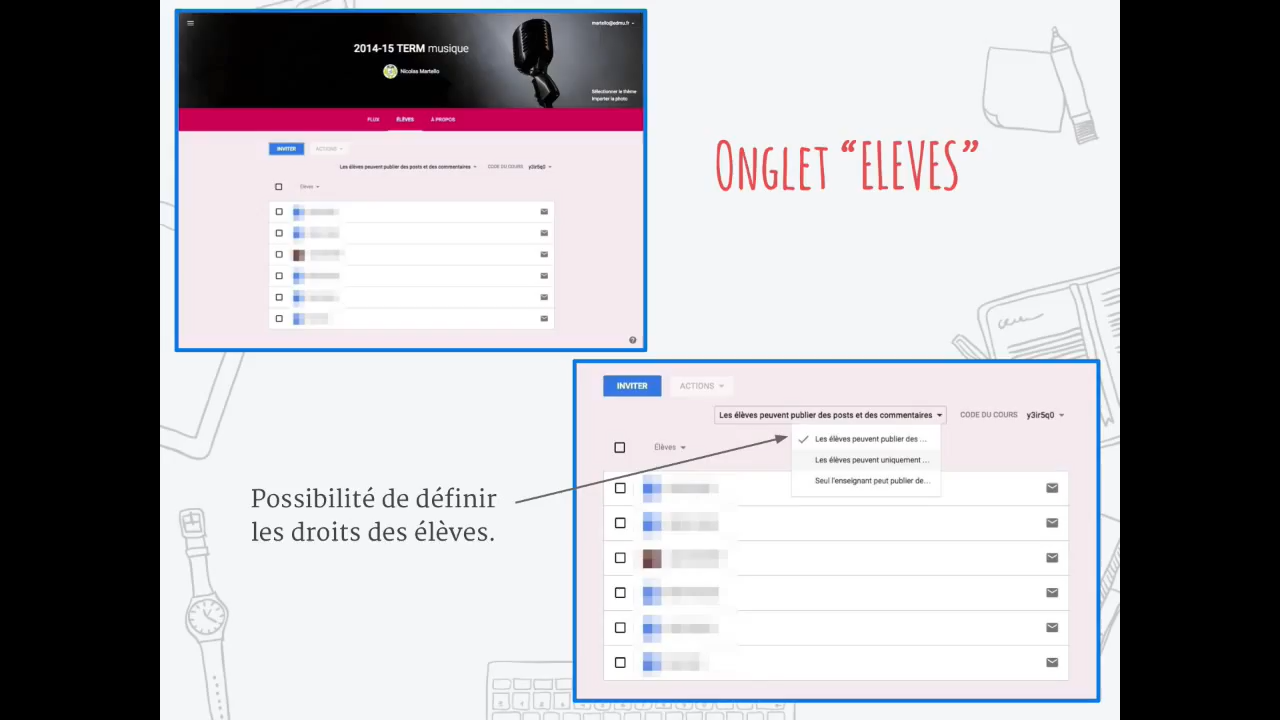 martello@edmu.fr
2014-15 TERM musique
Nicolas Martello
Sélectionner le thème
Importer la photo
FLUX ÉLÈVES À PROPOS
INVITER ACTIONS
Les élèves peuvent publier des posts et des commentaires CODE DU COURS y3ir5q0
Élèves
Onglet “ELEVES”
INVITER ACTIONS
Les élèves peuvent publier des posts et des commentaires CODE DU COURS y3ir5q0
Élèves
Les élèves peuvent publier des ...
Les élèves peuvent uniquement ...
Seul l'enseignant peut publier de...
Possibilité de définir
les droits des élèves.